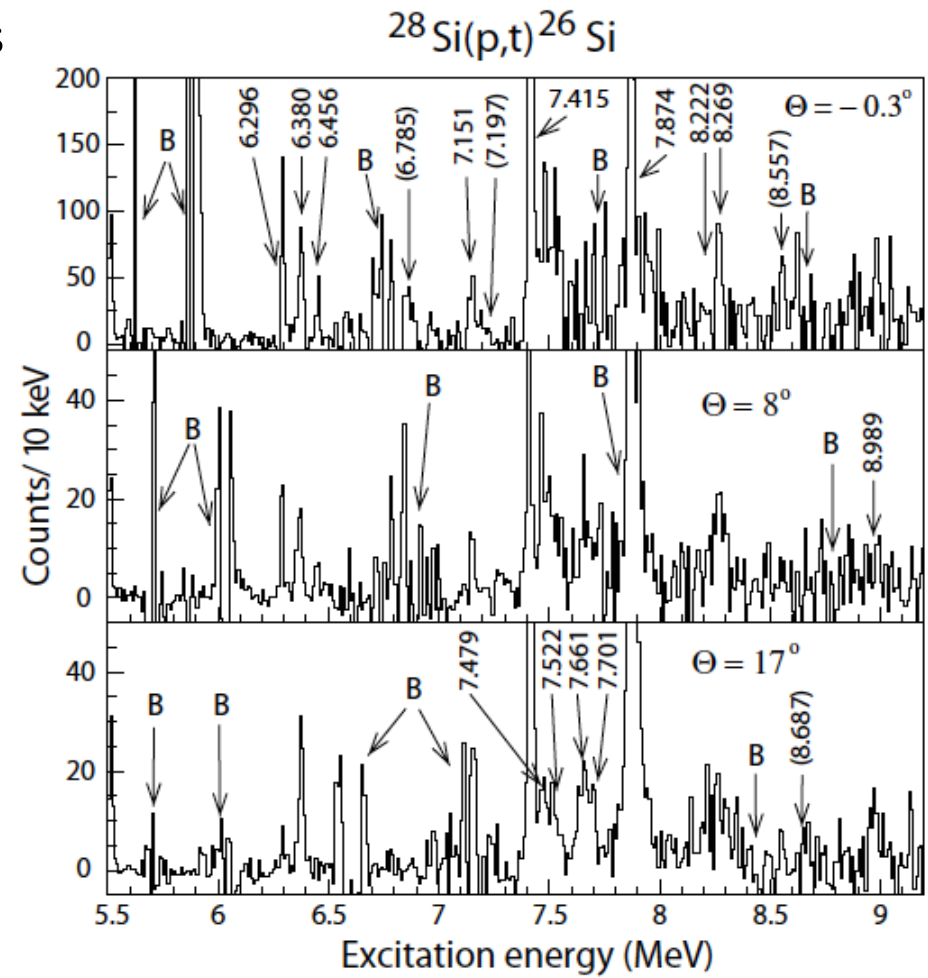 s
²⁸Si(p,t)²⁶Si
Counts/ 10 keV
200
150
100
50
0
B
6.296
6.380
6.456
B
(6.785)
7.151
(7.197)
7.415
B
7.874
8.222
8.269
(8.557)
B
Θ = − 0.3°
40
20
0
B
B
B
Θ = 8°
B
8.989
40
20
0
B
B
B
7.479
7.522
7.661
7.701
Θ = 17°
B
(8.687)
5.5 6 6.5 7 7.5 8 8.5 9
Excitation energy (MeV)